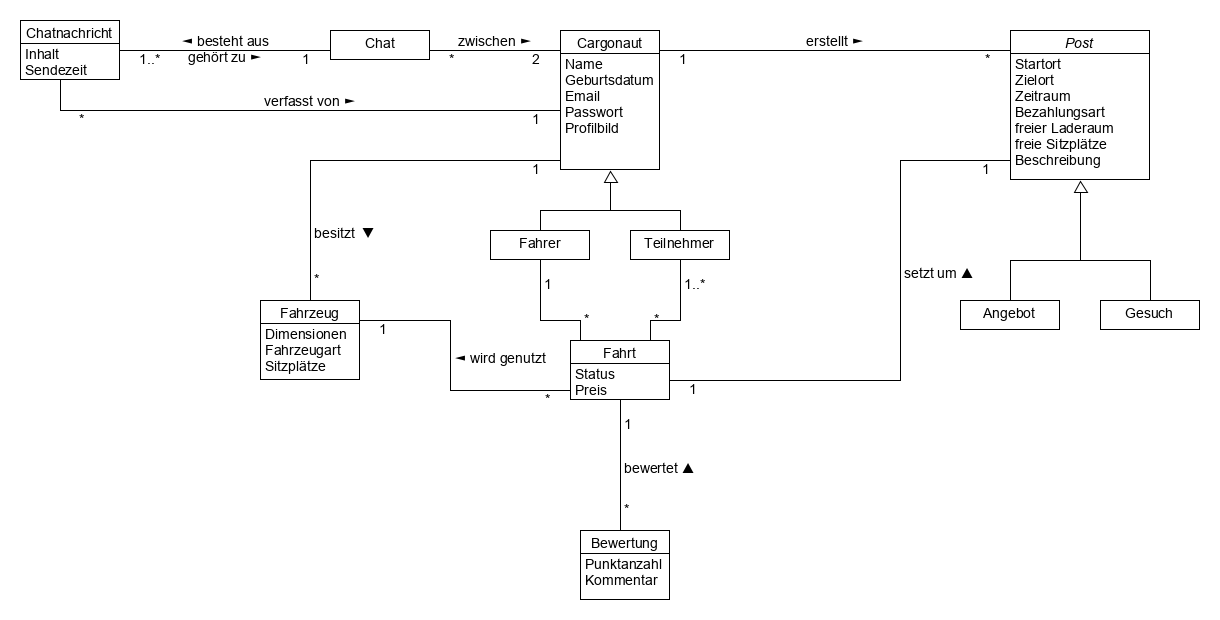 Chatnachricht
Inhalt
Sendezeit
◄ besteht aus
gehört zu ►
1..*
1
Chat
zwischen ►
*
2
Cargonaut
Name
Geburtsdatum
Email
Passwort
Profilbild
erstellt ►
1
*
Post
Startort
Zielort
Zeitraum
Bezahlungsart
freier Laderaum
freie Sitzplätze
Beschreibung
verfasst von ►
*
1
1
besitzt ▼
*
Fahrer
Teilnehmer
1
1..*
*
*
1
setzt um ▲
Angebot
Gesuch
Fahrzeug
Dimensionen
Fahrzeugart
Sitzplätze
1
◄ wird genutzt
*
Fahrt
Status
Preis
1
1
bewertet ▲
*
Bewertung
Punktanzahl
Kommentar